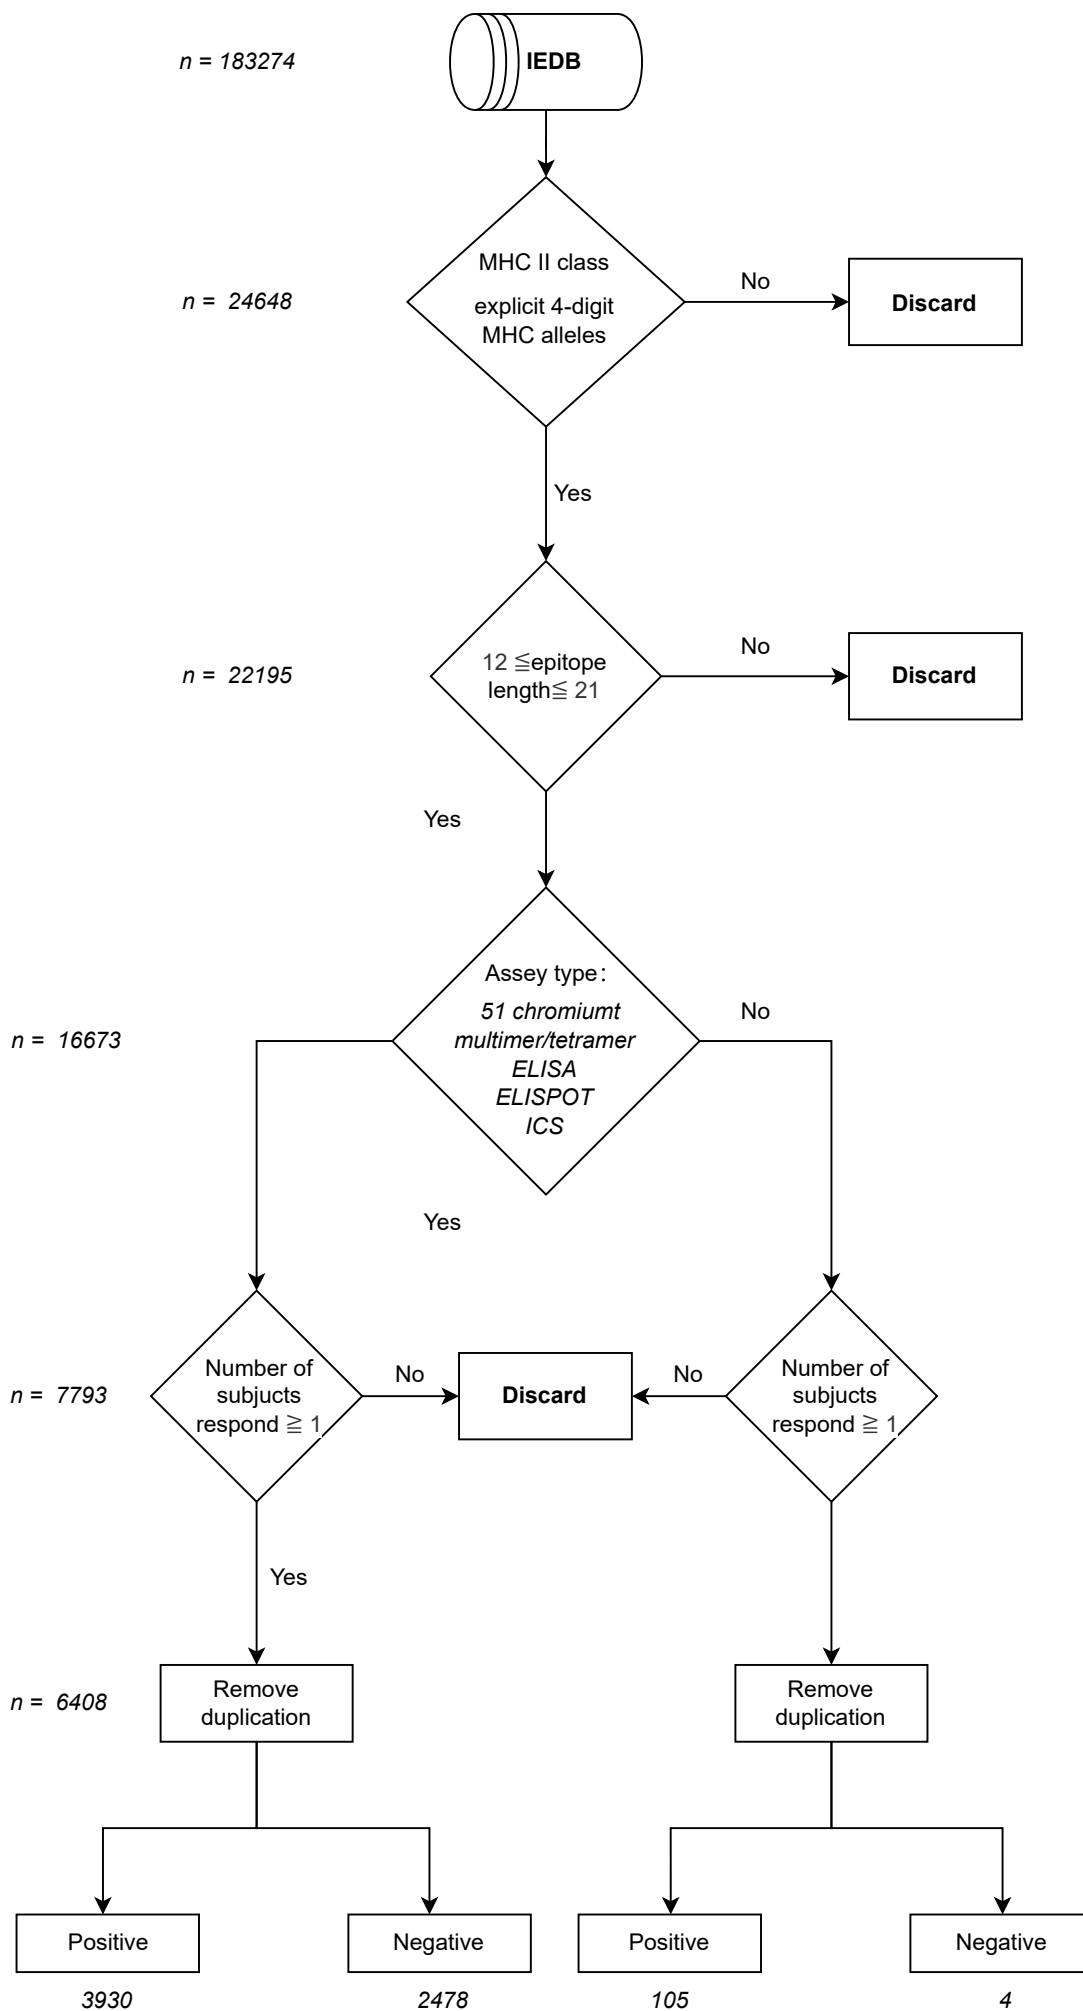 n = 183274
IEDB
MHC II class
explicit 4-digit
MHC alleles
n = 24648
No
Discard
Yes
12 ≦epitope
length≦ 21
n = 22195
No
Discard
Yes
Assey type:
51 chromiumt
multimer/tetramer
ELISA
ELISPOT
ICS
No
n = 16673
Yes
n = 7793
Number of
subjucts
respond ≧ 1
No
Discard
No
Number of
subjucts
respond ≧ 1
Yes
n = 6408
Remove
duplication
Remove
duplication
Positive
Negative
Positive
Negative
3930
2478
105
4